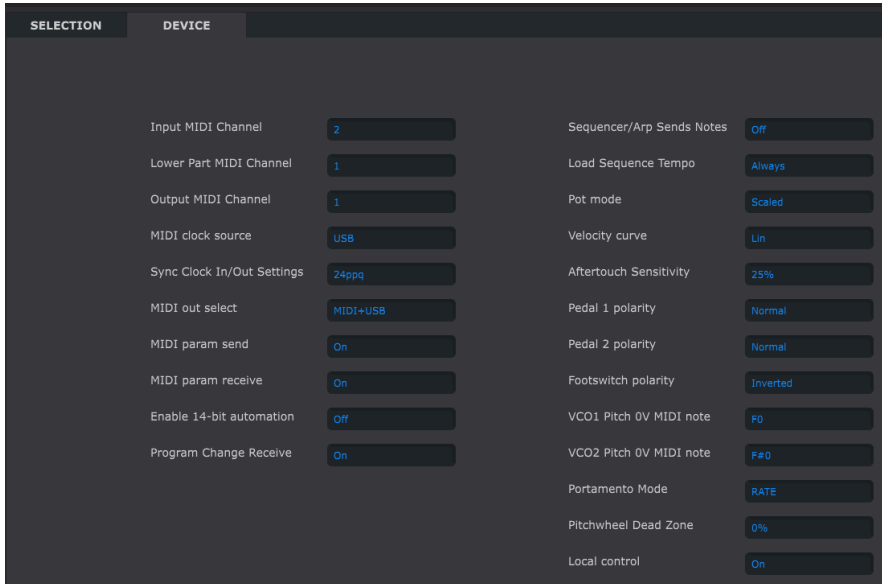 SELECTION DEVICE
Input MIDI Channel 2
Lower Part MIDI Channel 1
Output MIDI Channel 1
MIDI clock source USB
Sync Clock In/Out Settings 24ppq
MIDI out select MIDI+USB
MIDI param send On
MIDI param receive On
Enable 14-bit automation Off
Program Change Receive On
Sequencer/Arp Sends Notes Off
Load Sequence Tempo Always
Pot mode Scaled
Velocity curve Lin
Aftertouch Sensitivity 25%
Pedal 1 polarity Normal
Pedal 2 polarity Normal
Footswitch polarity Inverted
VCO1 Pitch 0V MIDI note F0
VCO2 Pitch 0V MIDI note F#0
Portamento Mode RATE
Pitchwheel Dead Zone 0%
Local control On